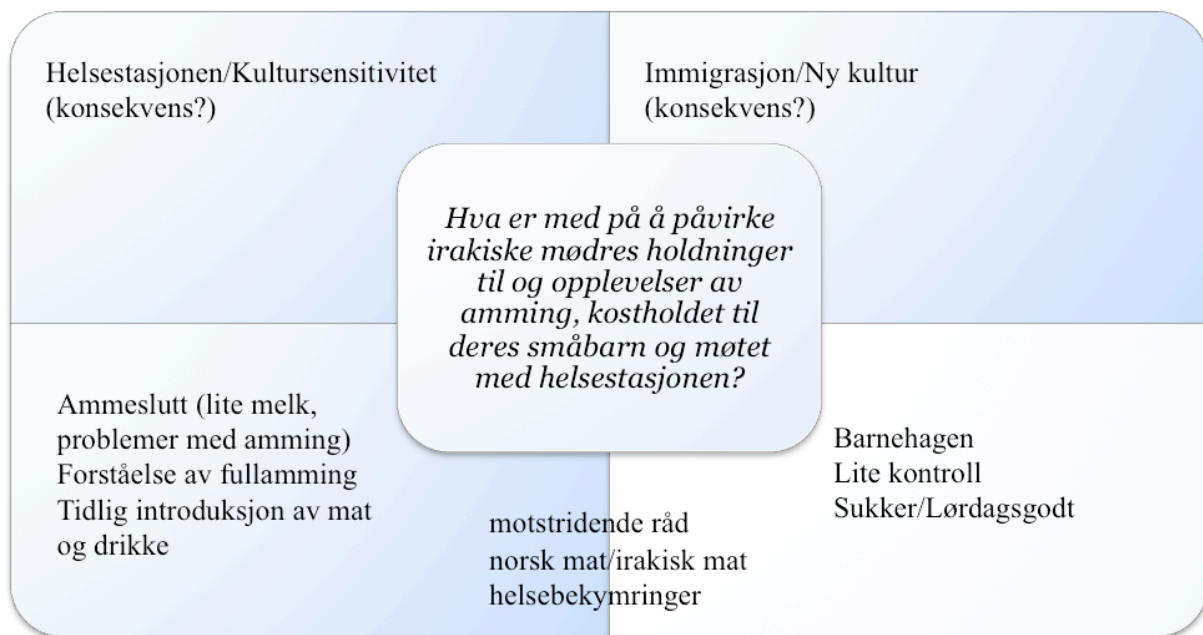 Helsestasjonen/Kultursensitivitet
(konsekvens?)
Immigrasjon/Ny kultur
(konsekvens?)
Hva er med på å påvirke
irakiske mødres holdninger
til og opplevelser av
amming, kostholdet til
deres småbarn og møtet
med helsestasjonen?
Ammeslutt (lite melk,
problemer med amming)
Forståelse av fullamming
Tidlig introduksjon av mat
og drikke
motstridende råd
norsk mat/irakisk mat
helsebekymringer
Barnehagen
Lite kontroll
Sukker/Lørdagsgodt